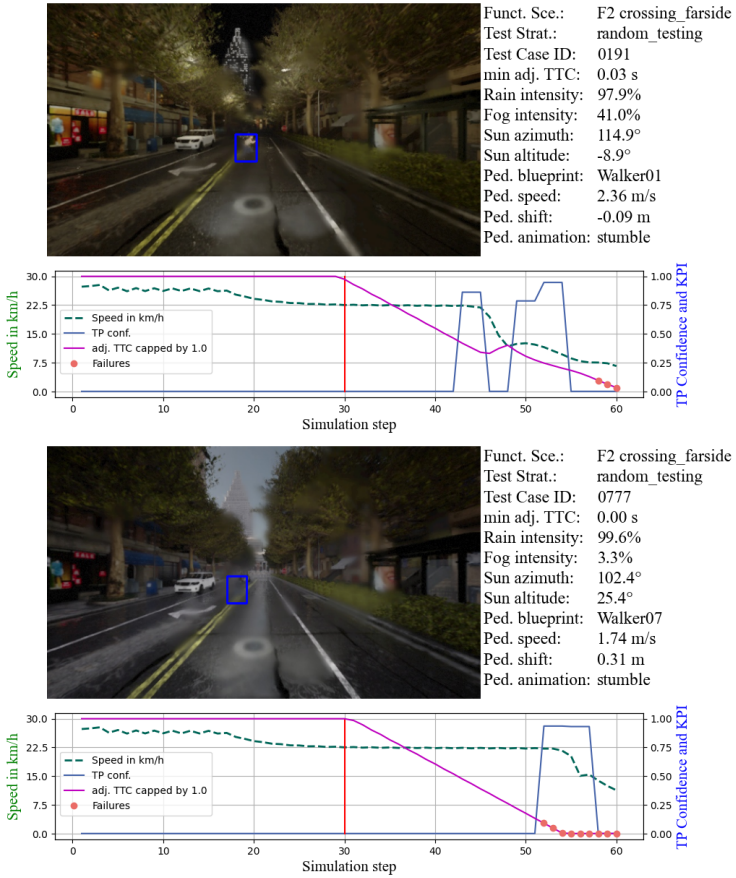 Funct. Sce.: F2 crossing_farside
Test Strat.: random_testing
Test Case ID: 0191
min adj. TTC: 0.03 s
Rain intensity: 97.9%
Fog intensity: 41.0%
Sun azimuth: 114.9°
Sun altitude: -8.9°
Ped. blueprint: Walker01
Ped. speed: 2.36 m/s
Ped. shift: -0.09 m
Ped. animation: stumble
Speed in km/h
30.0
22.5
15.0
7.5
0.0
Speed in km/h
TP conf.
adj. TTC capped by 1.0
Failures
1.00
0.75
0.50
0.25
0.00
TP Confidence and KPI
0 10 20 30 40 50 60
Simulation step
Funct. Sce.: F2 crossing_farside
Test Strat.: random_testing
Test Case ID: 0777
min adj. TTC: 0.00 s
Rain intensity: 99.6%
Fog intensity: 3.3%
Sun azimuth: 102.4°
Sun altitude: 25.4°
Ped. blueprint: Walker07
Ped. speed: 1.74 m/s
Ped. shift: 0.31 m
Ped. animation: stumble
Speed in km/h
30.0
22.5
15.0
7.5
0.0
Speed in km/h
TP conf.
adj. TTC capped by 1.0
Failures
1.00
0.75
0.50
0.25
0.00
TP Confidence and KPI
0 10 20 30 40 50 60
Simulation step